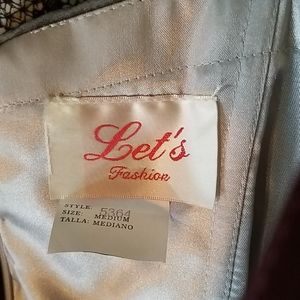 Let's
Fashion
STYLE: 5364
SIZE: MEDIUM
TALLA: MEDIANO